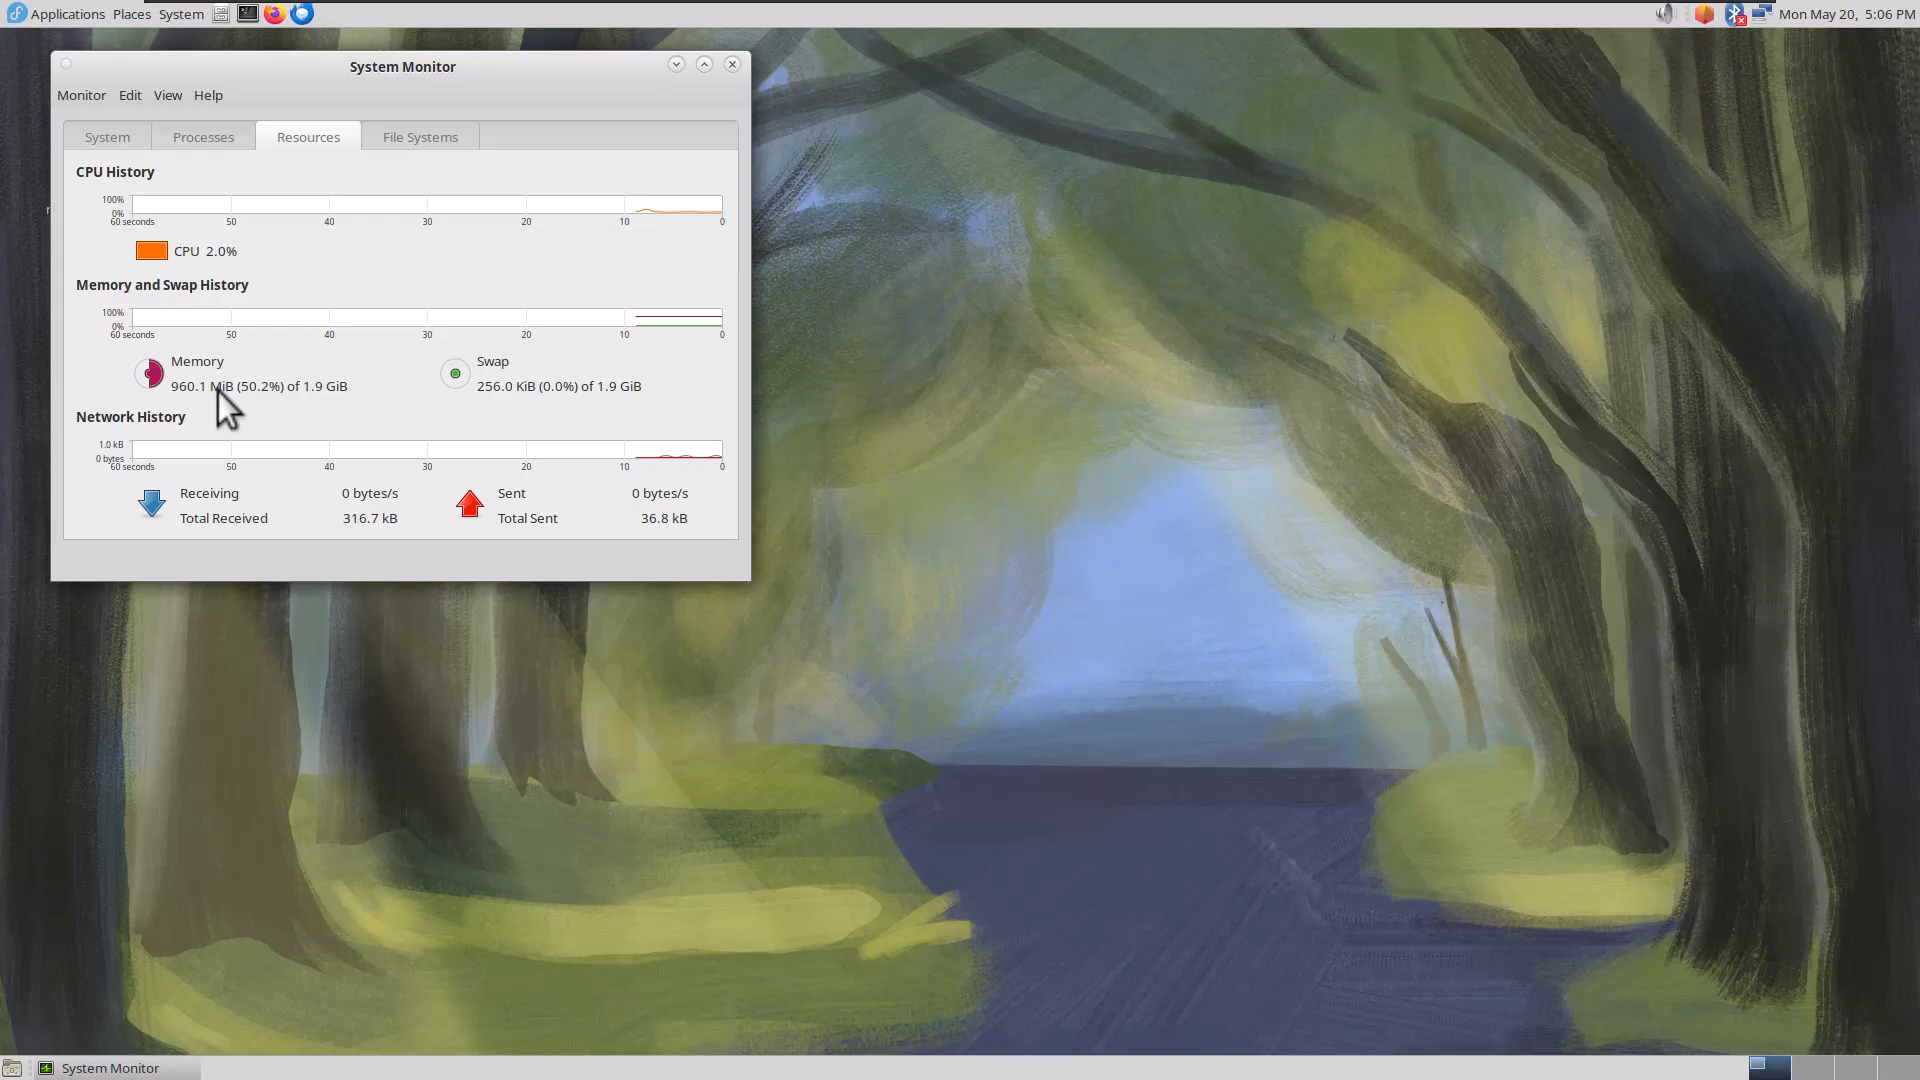 Applications Places System
Mon May 20, 5:06 PM
System Monitor
Monitor Edit View Help
System Processes Resources File Systems
CPU History
100%
0%
60 seconds 50 40 30 20 10 0
CPU 2.0%
Memory and Swap History
100%
0%
60 seconds 50 40 30 20 10 0
Memory Swap
960.1 MiB (50.2%) of 1.9 GiB 256.0 KiB (0.0%) of 1.9 GiB
Network History
1.0 kB
0 bytes
60 seconds 50 40 30 20 10 0
Receiving 0 bytes/s Sent 0 bytes/s
Total Received 316.7 kB Total Sent 36.8 kB
System Monitor